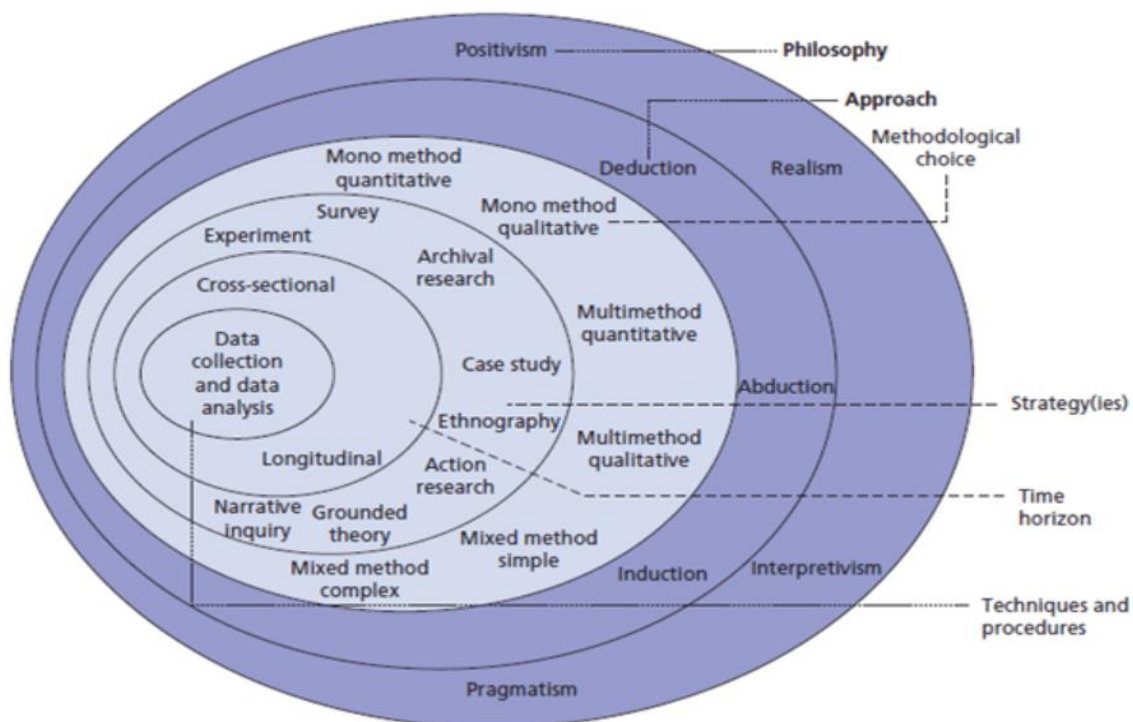 Positivism
Philosophy
Approach
Methodological
choice
Mono method
quantitative
Deduction
Realism
Survey
Mono method
qualitative
Experiment
Archival
research
Cross-sectional
Multimethod
quantitative
Data
collection
and data
analysis
Case study
Abduction
Strategy(ies)
Ethnography
Multimethod
qualitative
Longitudinal
Action
research
Time
horizon
Narrative
inquiry
Grounded
theory
Mixed method
simple
Mixed method
complex
Induction
Interpretivism
Techniques and
procedures
Pragmatism